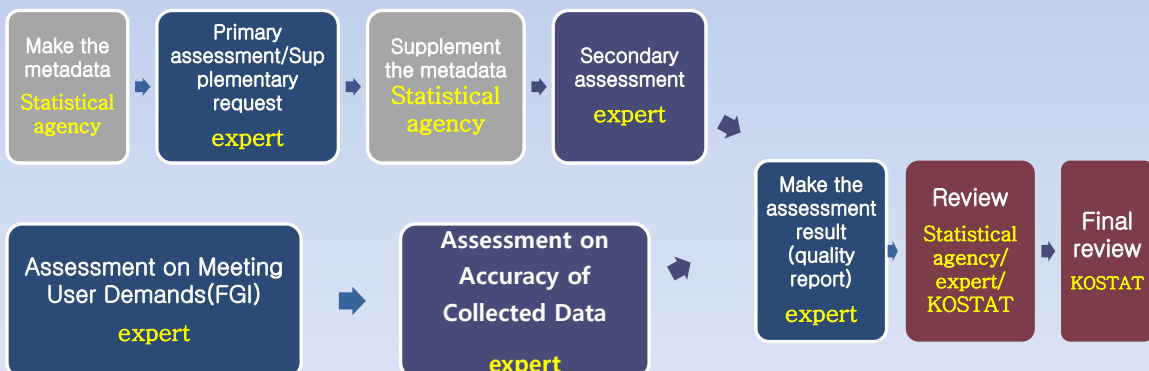 Make the
metadata
Statistical
agency
Primary
assessment/Sup
plementary
request
expert
Supplement
the metadata
Statistical
agency
Secondary
assessment
expert
Assessment on Meeting
User Demands(FGI)
expert
Assessment on
Accuracy of
Collected Data
expert
Make the
assessment
result
(quality
report)
expert
Review
Statistical
agency/
expert/
KOSTAT
Final
review
KOSTAT